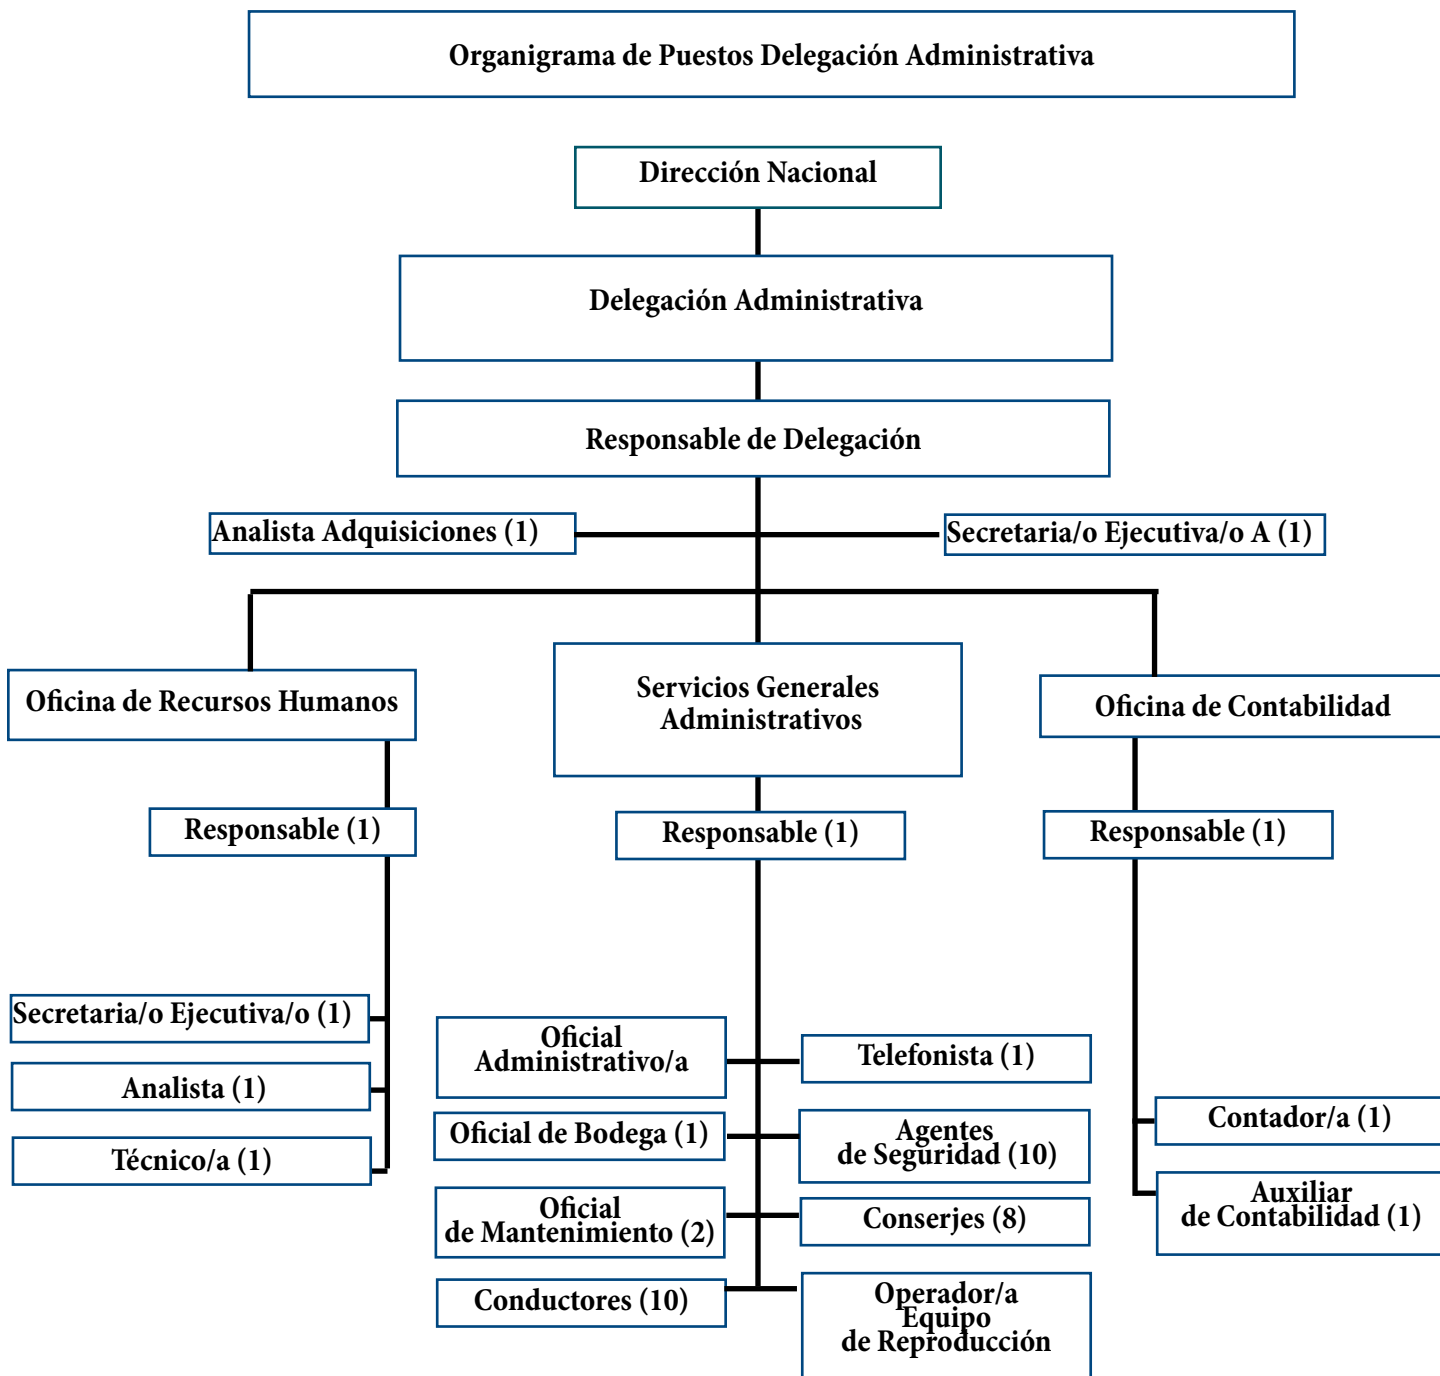 Organigrama de Puestos Delegación Administrativa
Dirección Nacional
Delegación Administrativa
Responsable de Delegación
Analista Adquisiciones (1)
Secretaria/o Ejecutiva/o A (1)
Oficina de Recursos Humanos
Servicios Generales
Administrativos
Oficina de Contabilidad
Responsable (1)
Responsable (1)
Responsable (1)
Secretaria/o Ejecutiva/o (1)
Analista (1)
Técnico/a (1)
Oficial
Administrativo/a
Telefonista (1)
Oficial de Bodega (1)
Agentes
de Seguridad (10)
Oficial
de Mantenimiento (2)
Conserjes (8)
Conductores (10)
Operador/a
Equipo
de Reproducción
Contador/a (1)
Auxiliar
de Contabilidad (1)